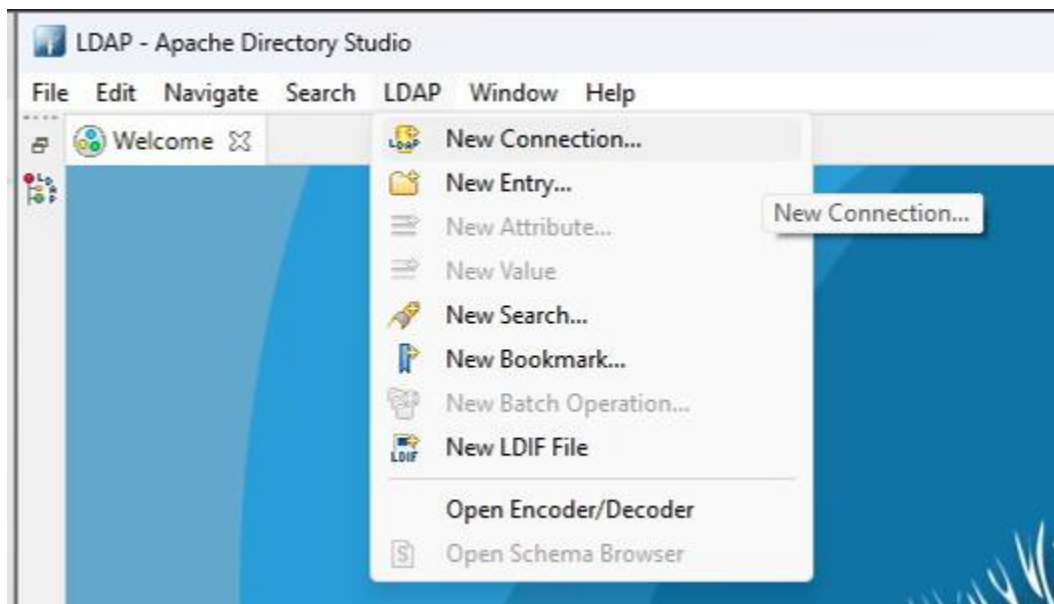 LDAP - Apache Directory Studio
File Edit Navigate Search LDAP Window Help
Welcome
New Connection...
New Entry...
New Connection...
New Attribute...
New Value
New Search...
New Bookmark...
New Batch Operation...
LDIF New LDIF File
Open Encoder/Decoder
Open Schema Browser